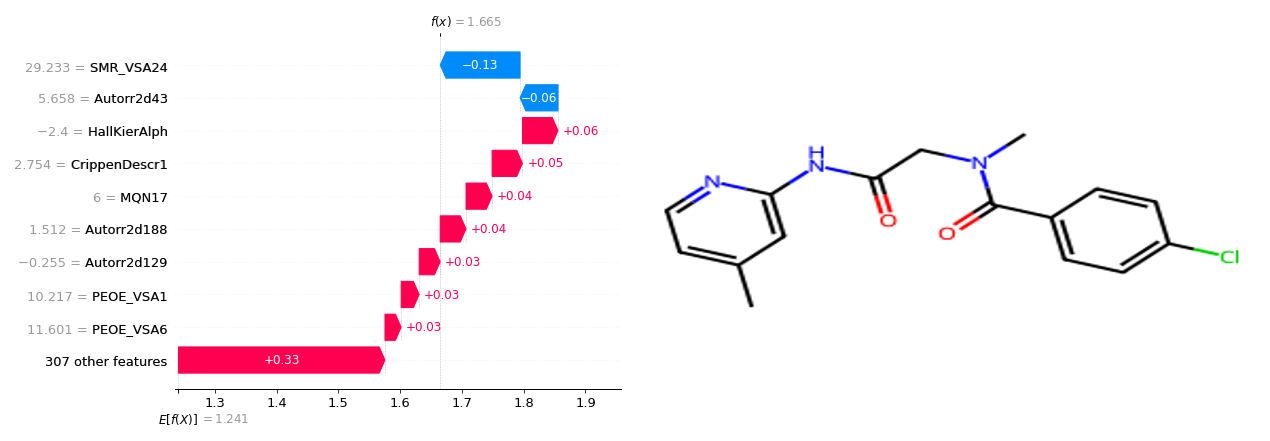 f(x) = 1.665
29.233 = SMR_VSA24
−0.13
5.658 = Autorr2d43
−0.06
−2.4 = HallKierAlph
+0.06
2.754 = CrippenDescr1
+0.05
6 = MQN17
+0.04
1.512 = Autorr2d188
+0.04
−0.255 = Autorr2d129
+0.03
10.217 = PEOE_VSA1
+0.03
11.601 = PEOE_VSA6
+0.03
307 other features
+0.33
1.3 1.4 1.5 1.6 1.7 1.8 1.9
E[f(X)] = 1.241
H
N
N
N
O
O
Cl